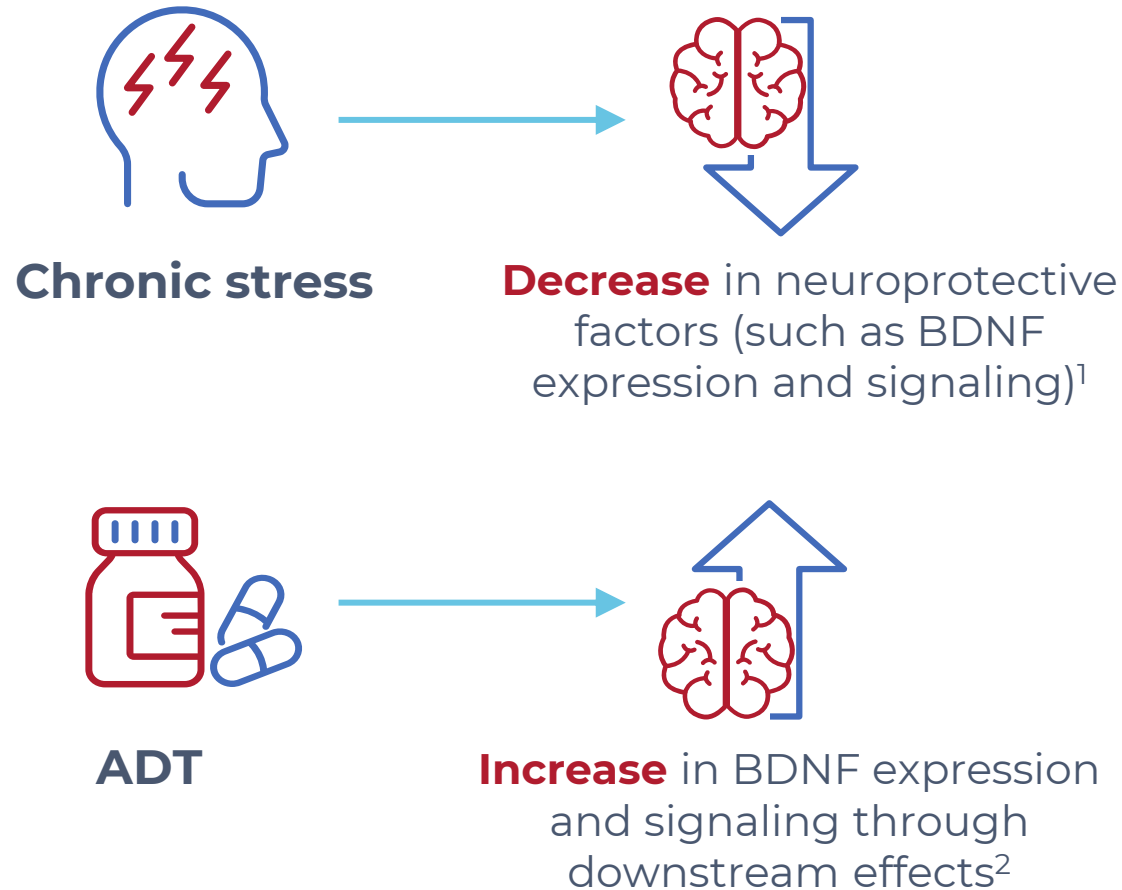 Chronic stress
Decrease in neuroprotective
factors (such as BDNF
expression and signaling)¹
ADT
Increase in BDNF expression
and signaling through
downstream effects²